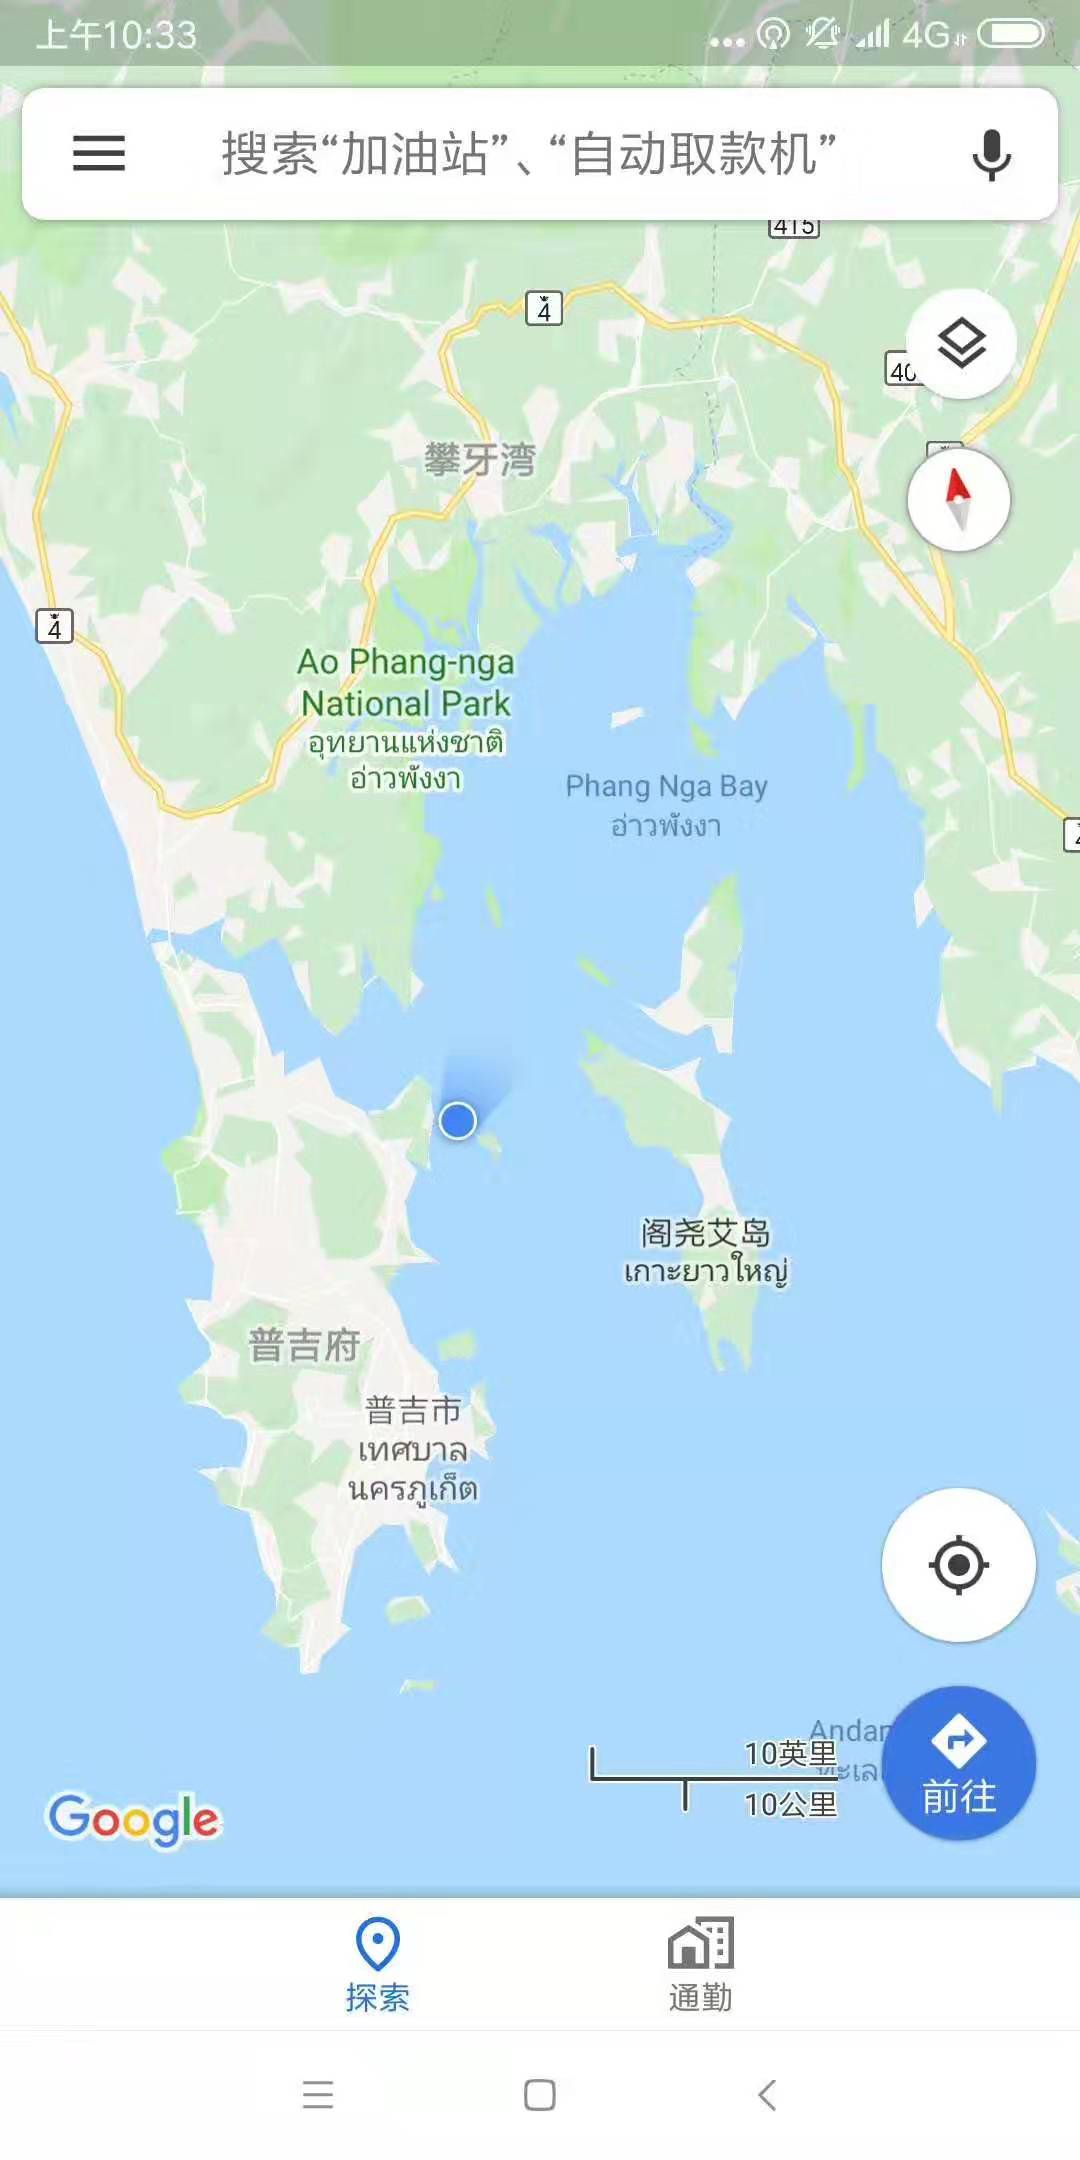 上午10:33
4G
搜索“加油站”、“自动取款机”
415
4
40
攀牙湾
4
Ao Phang-nga
National Park
อุทยานแห่งชาติ
อ่าวพังงา
Phang Nga Bay
อ่าวพังงา
阁尧艾岛
เกาะยาวใหญ่
普吉府
普吉市
เทศบาล
นครภูเก็ต
10英里
10公里
前往
Google
探索
通勤